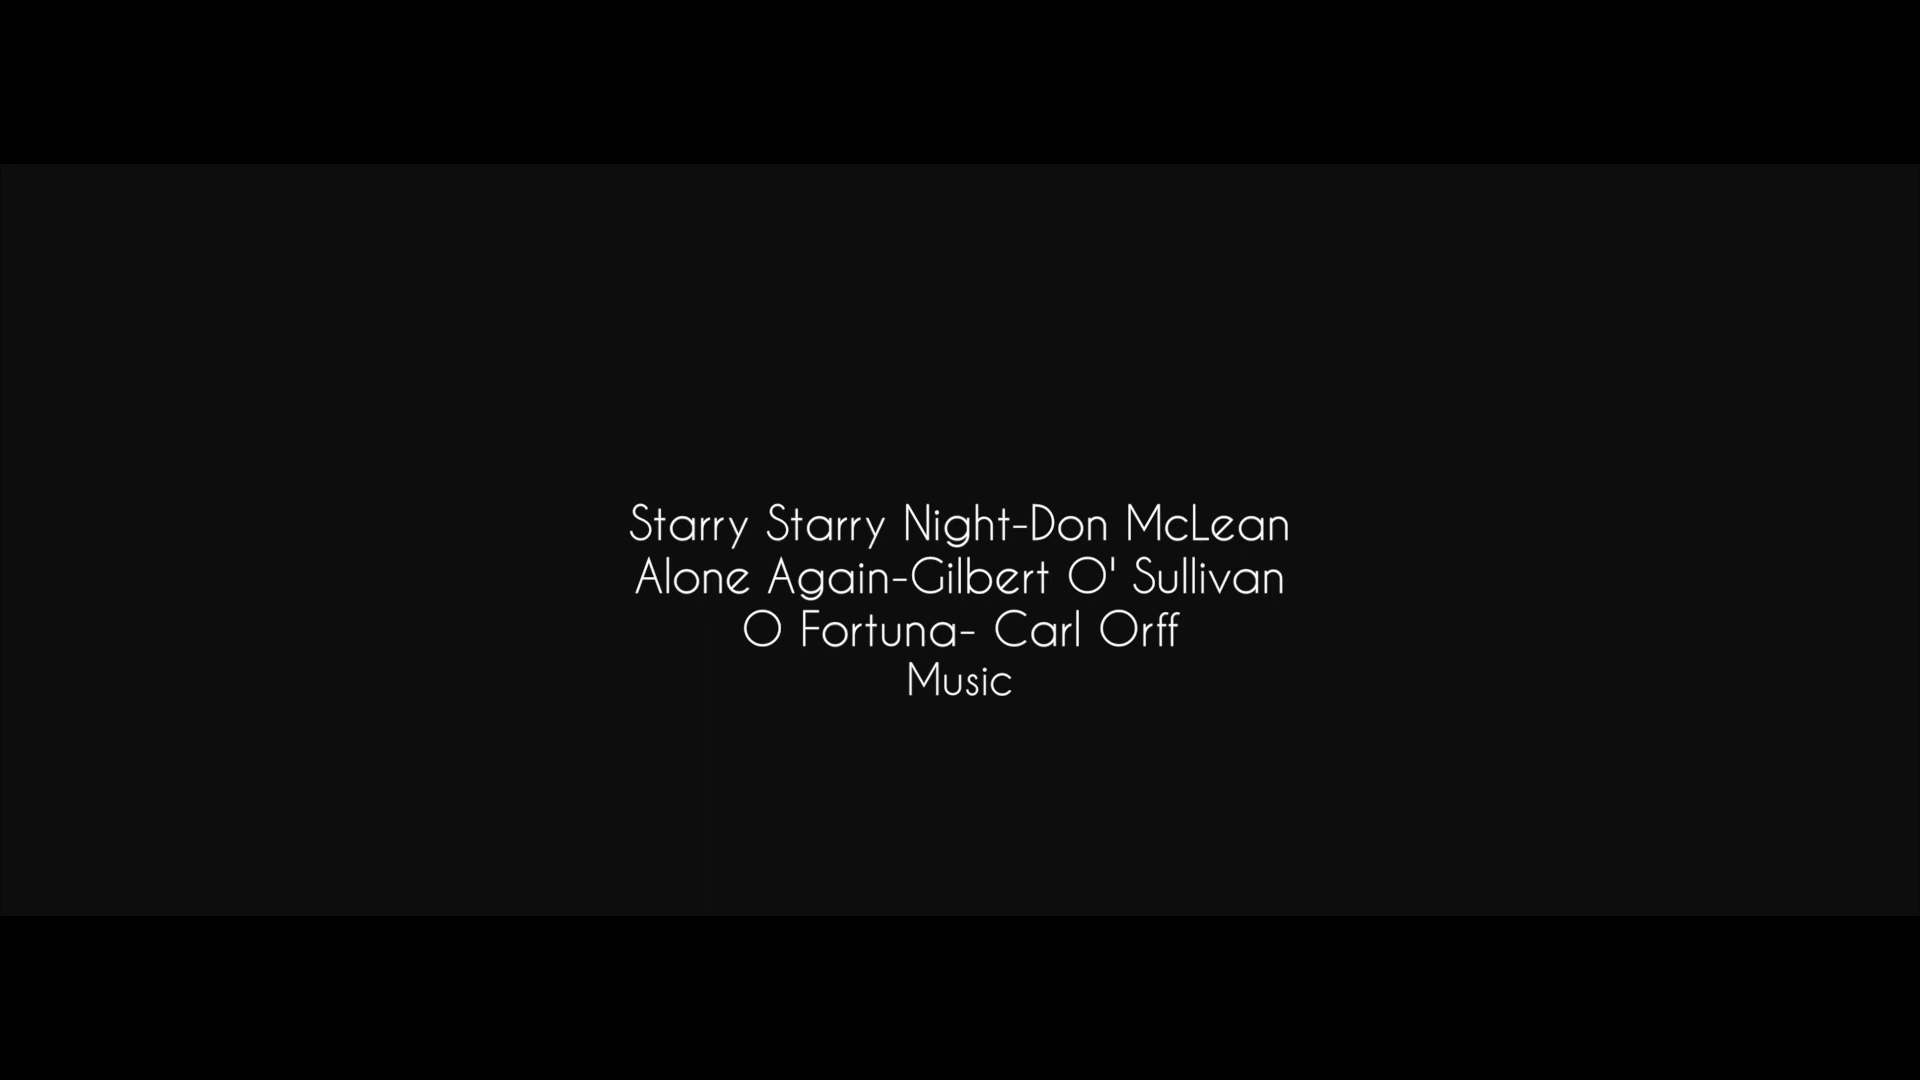 Starry Starry Night-Don McLean
Alone Again-Gilbert O' Sullivan
O Fortuna- Carl Orff
Music